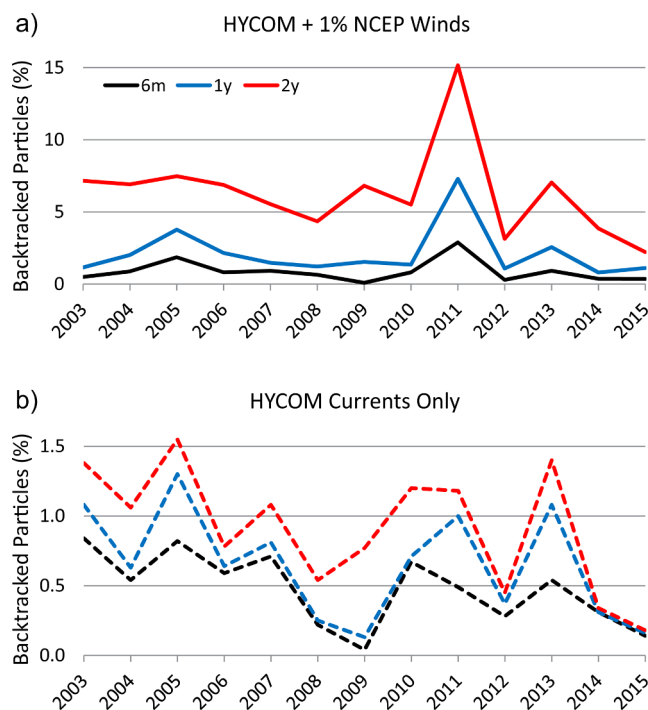 a)
HYCOM + 1% NCEP Winds
Backtracked Particles (%)
15
10
5
0
6m 1y 2y
2003 2004 2005 2006 2007 2008 2009 2010 2011 2012 2013 2014 2015
b)
HYCOM Currents Only
Backtracked Particles (%)
1.5
1.0
0.5
0.0
2003 2004 2005 2006 2007 2008 2009 2010 2011 2012 2013 2014 2015